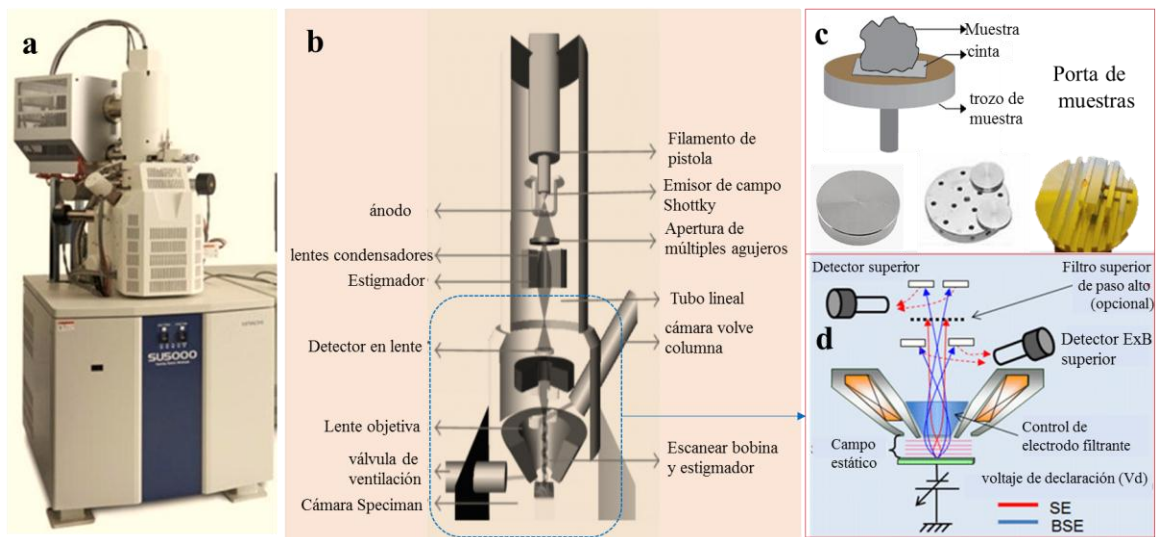 a
SU5000
HITACHI
b
Filamento de
pistola
Emisor de campo
Shottky
ánodo
Apertura de
múltiples agujeros
lentes condensadores
Estigmador
Tubo lineal
cámara volve
columna
Detector en lente
Lente objetiva
Escanear bobina
y estigmador
válvula de
ventilación
Cámara Speciman
c
Muestra
cinta
trozo de
muestra
Porta de
muestras
Detector superior
Filtro superior
de paso alto
(opcional)
d
Detector ExB
superior
Control de
electrodo filtrante
Campo
estático
voltaje de declaración (Vd)
SE
BSE